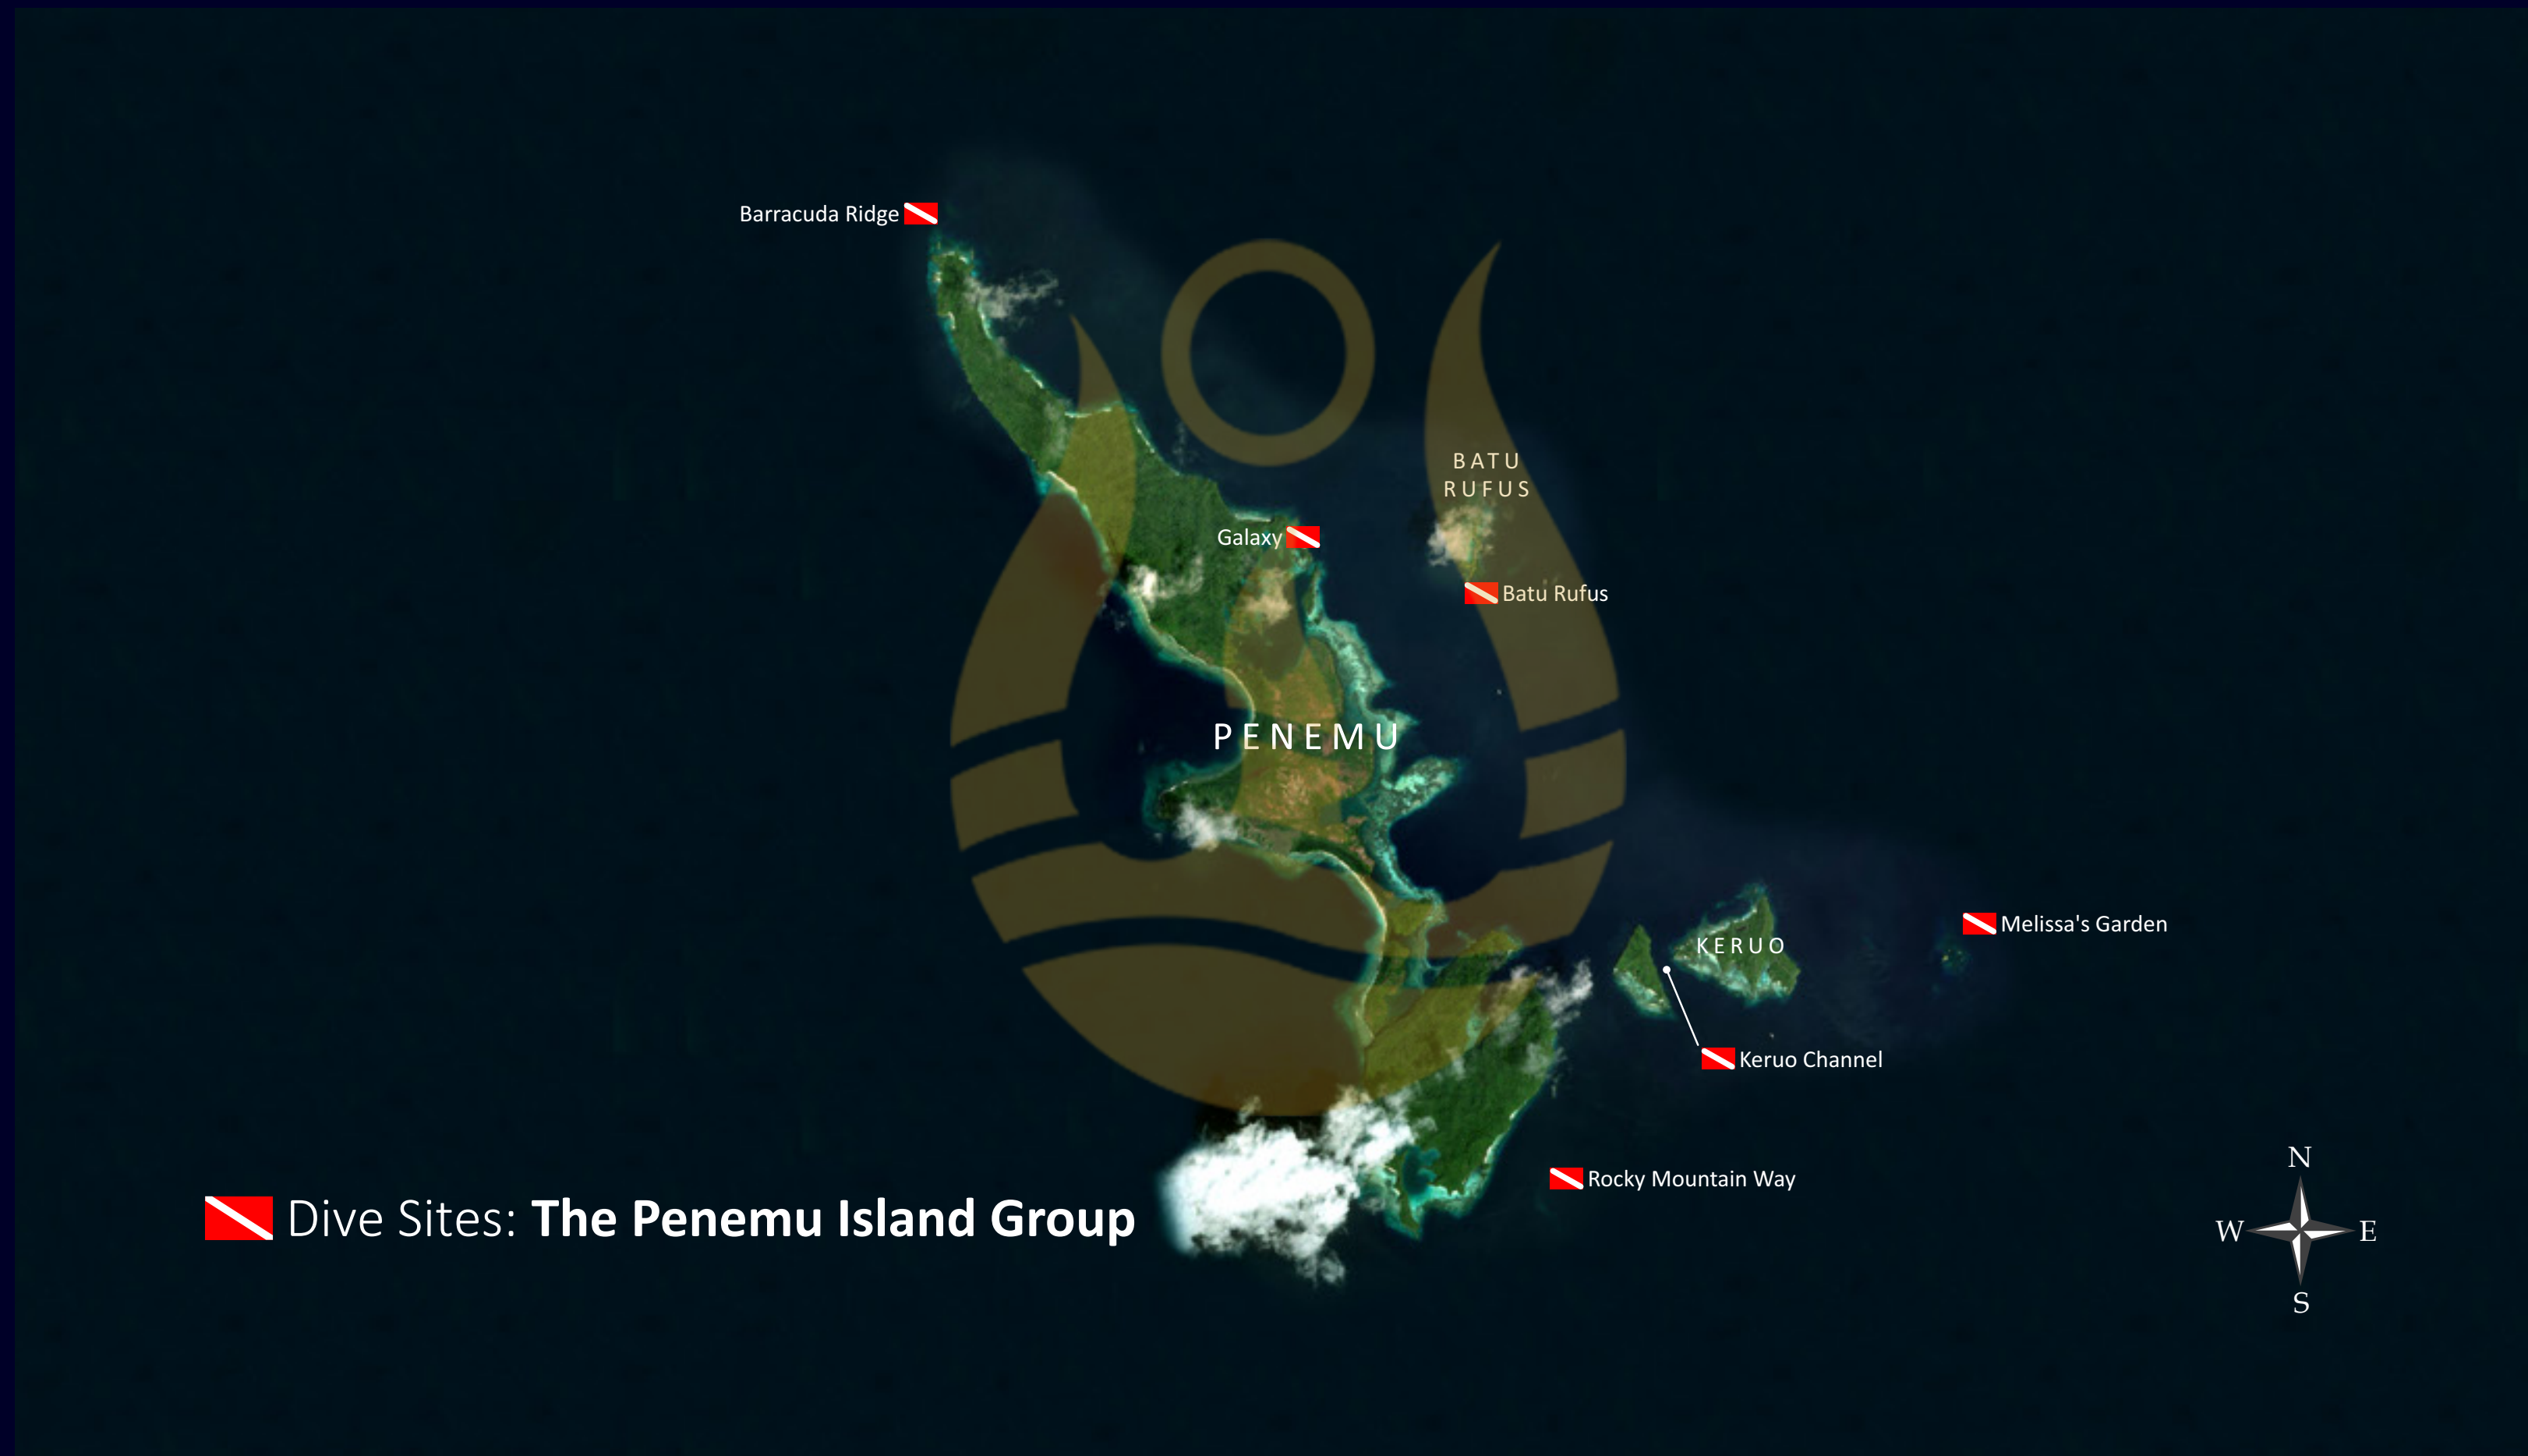 Barracuda Ridge
BATU
RUFUS
Galaxy
Batu Rufus
PENEMU
Melissa's Garden
KERUO
Keruo Channel
N
Rocky Mountain Way
Dive Sites: The Penemu Island Group
W E
S